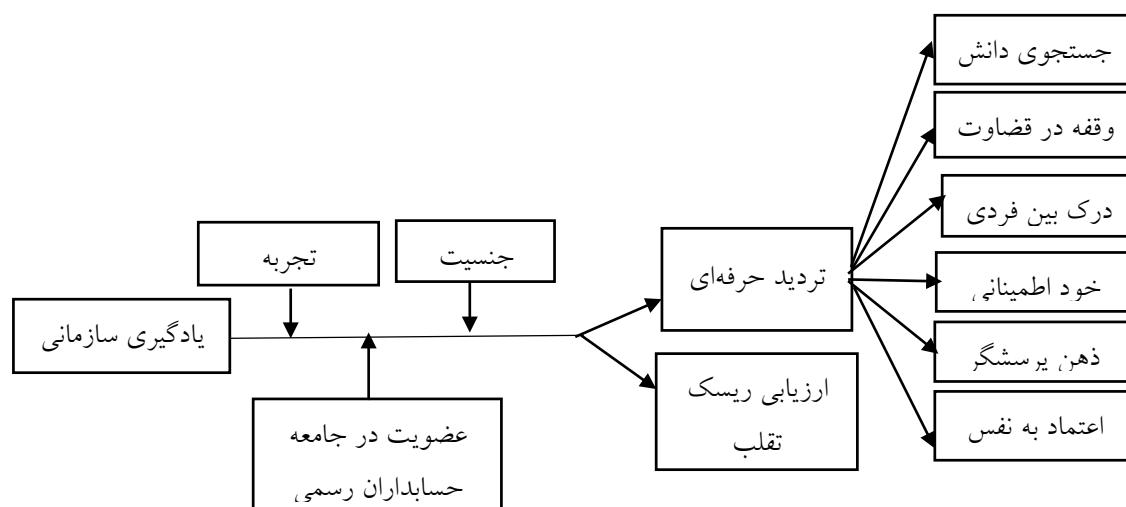 جستجوی دانش
وقفه در قضاوت
درک بین فردی
خود اطمینانی
ذهن پرسشگر
اعتماد به نفس
تردید حرفه‌ای
ارزیابی ریسک
تقلب
جنسیت
تجربه
عضویت در جامعه
حسابداران رسمی
یادگیری سازمانی